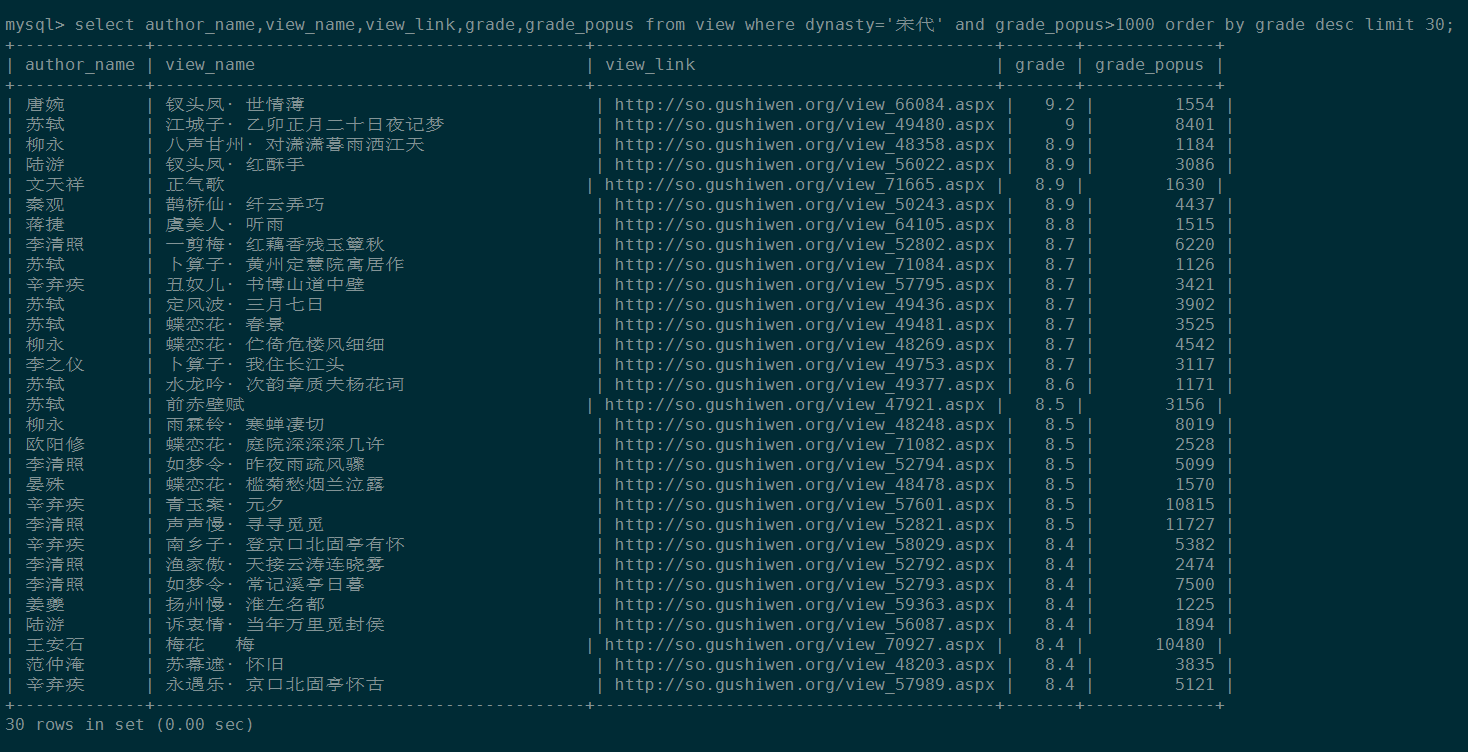 mysql> select author_name,view_name,view_link,grade,grade_popus from view where dynasty='宋代' and grade_popus>1000 order by grade desc limit 30;
+-------------+-------------------------------------------+----------------------------------------+-------+-------------+
| author_name | view_name                                 | view_link                              | grade | grade_popus |
+-------------+-------------------------------------------+----------------------------------------+-------+-------------+
| 唐婉 | 钗头凤·世情薄 | http://so.gushiwen.org/view_66084.aspx | 9.2 | 1554 |
| 苏轼 | 江城子·乙卯正月二十日夜记梦 | http://so.gushiwen.org/view_49480.aspx | 9 | 8401 |
| 柳永 | 八声甘州·对潇潇暮雨洒江天 | http://so.gushiwen.org/view_48358.aspx | 8.9 | 1184 |
| 陆游 | 钗头凤·红酥手 | http://so.gushiwen.org/view_56022.aspx | 8.9 | 3086 |
| 文天祥 | 正气歌 | http://so.gushiwen.org/view_71665.aspx | 8.9 | 1630 |
| 秦观 | 鹊桥仙·纤云弄巧 | http://so.gushiwen.org/view_50243.aspx | 8.9 | 4437 |
| 蒋捷 | 虞美人·听雨 | http://so.gushiwen.org/view_64105.aspx | 8.8 | 1515 |
| 李清照 | 一剪梅·红藕香残玉簟秋 | http://so.gushiwen.org/view_52802.aspx | 8.7 | 6220 |
| 苏轼 | 卜算子·黄州定慧院寓居作 | http://so.gushiwen.org/view_71084.aspx | 8.7 | 1126 |
| 辛弃疾 | 丑奴儿·书博山道中壁 | http://so.gushiwen.org/view_57795.aspx | 8.7 | 3421 |
| 苏轼 | 定风波·三月七日 | http://so.gushiwen.org/view_49436.aspx | 8.7 | 3902 |
| 苏轼 | 蝶恋花·春景 | http://so.gushiwen.org/view_49481.aspx | 8.7 | 3525 |
| 柳永 | 蝶恋花·伫倚危楼风细细 | http://so.gushiwen.org/view_48269.aspx | 8.7 | 4542 |
| 李之仪 | 卜算子·我住长江头 | http://so.gushiwen.org/view_49753.aspx | 8.7 | 3117 |
| 苏轼 | 水龙吟·次韵章质夫杨花词 | http://so.gushiwen.org/view_49377.aspx | 8.6 | 1171 |
| 苏轼 | 前赤壁赋 | http://so.gushiwen.org/view_47921.aspx | 8.5 | 3156 |
| 柳永 | 雨霖铃·寒蝉凄切 | http://so.gushiwen.org/view_48248.aspx | 8.5 | 8019 |
| 欧阳修 | 蝶恋花·庭院深深深几许 | http://so.gushiwen.org/view_71082.aspx | 8.5 | 2528 |
| 李清照 | 如梦令·昨夜雨疏风骤 | http://so.gushiwen.org/view_52794.aspx | 8.5 | 5099 |
| 晏殊 | 蝶恋花·槛菊愁烟兰泣露 | http://so.gushiwen.org/view_48478.aspx | 8.5 | 1570 |
| 辛弃疾 | 青玉案·元夕 | http://so.gushiwen.org/view_57601.aspx | 8.5 | 10815 |
| 李清照 | 声声慢·寻寻觅觅 | http://so.gushiwen.org/view_52821.aspx | 8.5 | 11727 |
| 辛弃疾 | 南乡子·登京口北固亭有怀 | http://so.gushiwen.org/view_58029.aspx | 8.4 | 5382 |
| 李清照 | 渔家傲·天接云涛连晓雾 | http://so.gushiwen.org/view_52792.aspx | 8.4 | 2474 |
| 李清照 | 如梦令·常记溪亭日暮 | http://so.gushiwen.org/view_52793.aspx | 8.4 | 7500 |
| 姜夔 | 扬州慢·淮左名都 | http://so.gushiwen.org/view_59363.aspx | 8.4 | 1225 |
| 陆游 | 诉衷情·当年万里觅封侯 | http://so.gushiwen.org/view_56087.aspx | 8.4 | 1894 |
| 王安石 | 梅花   梅 | http://so.gushiwen.org/view_70927.aspx | 8.4 | 10480 |
| 范仲淹 | 苏幕遮·怀旧 | http://so.gushiwen.org/view_48203.aspx | 8.4 | 3835 |
| 辛弃疾 | 永遇乐·京口北固亭怀古 | http://so.gushiwen.org/view_57989.aspx | 8.4 | 5121 |
+-------------+-------------------------------------------+----------------------------------------+-------+-------------+
30 rows in set (0.00 sec)